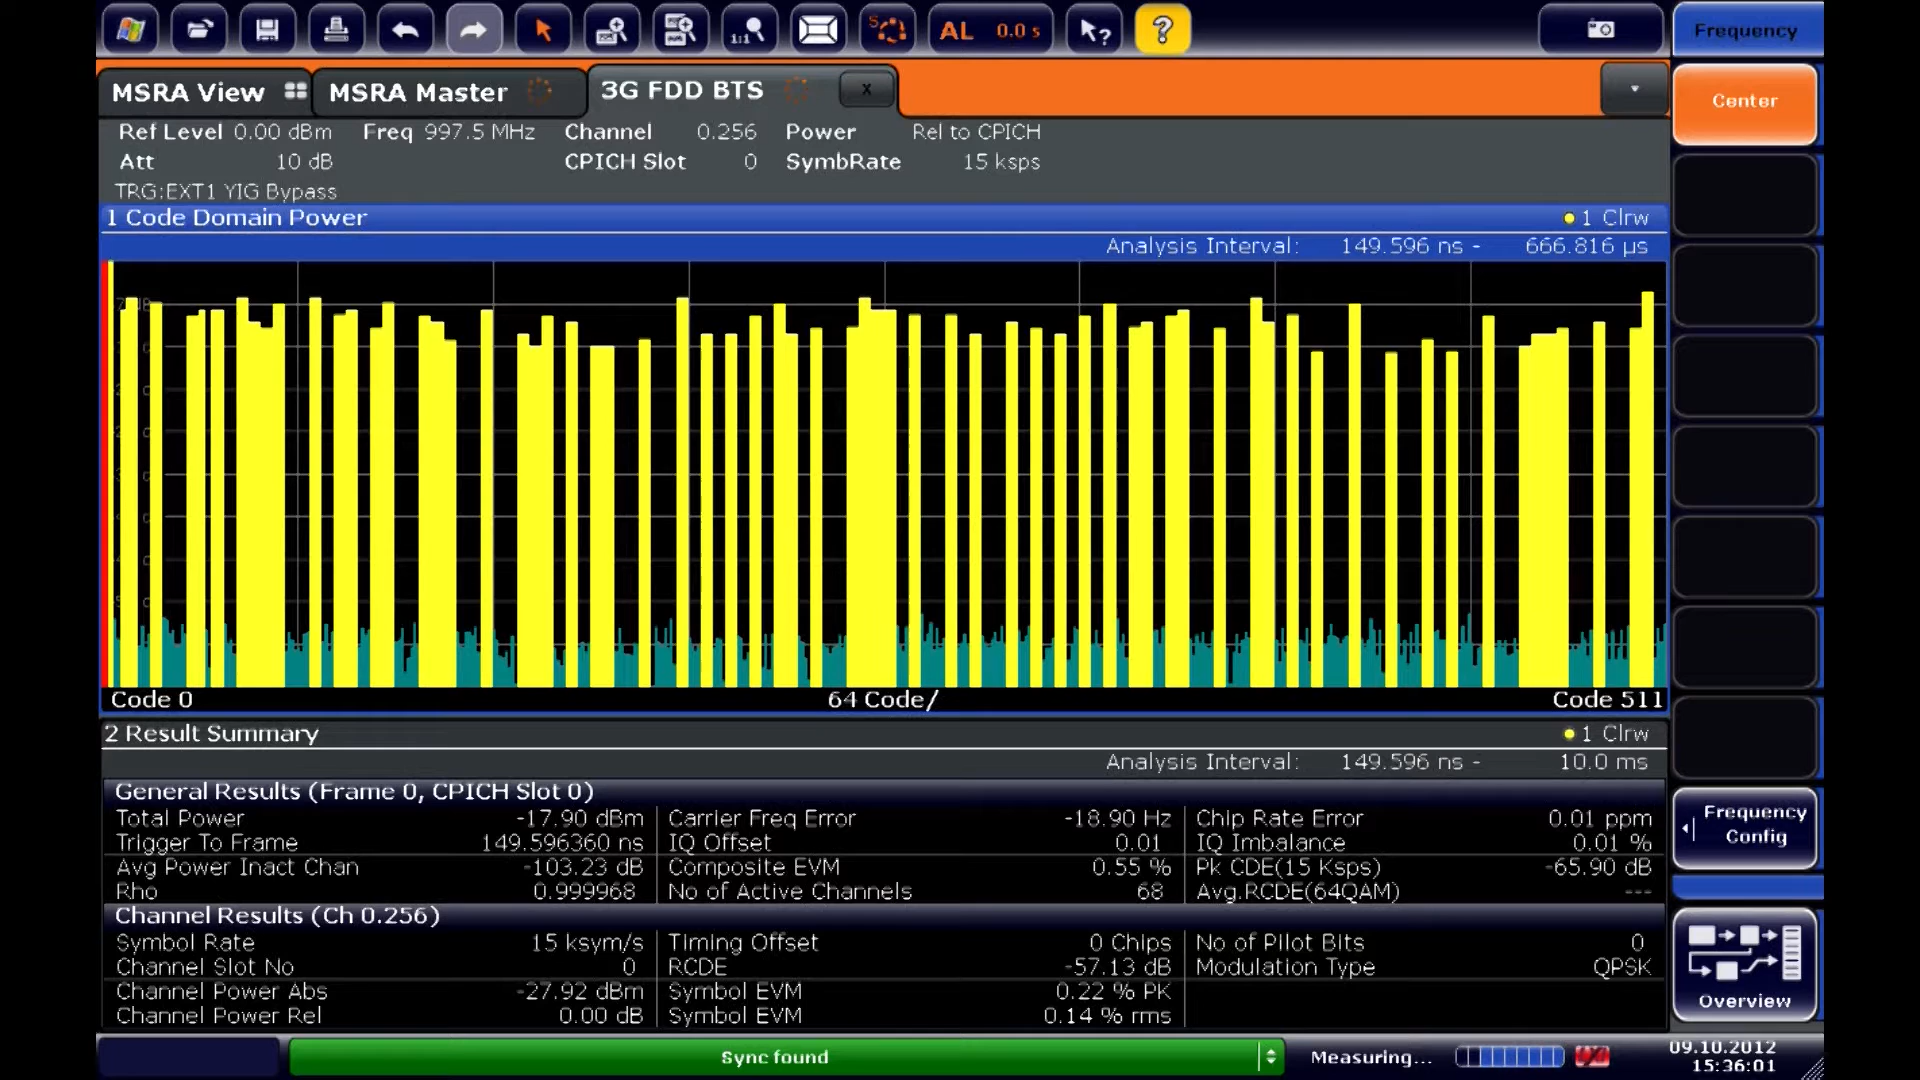 AL 0.0 s
Frequency
MSRA View MSRA Master 3G FDD BTS X
Center
Ref Level 0.00 dBm Freq 997.5 MHz Channel 0.256 Power Rel to CPICH
Att 10 dB CPICH Slot 0 SymbRate 15 ksps
TRG:EXT1 YIG Bypass
1 Code Domain Power 1 Clrw
Analysis Interval: 149.596 ns - 666.816 µs
Code 0 64 Code/ Code 511
2 Result Summary 1 Clrw
Analysis Interval: 149.596 ns - 10.0 ms
General Results (Frame 0, CPICH Slot 0)
Total Power -17.90 dBm Carrier Freq Error -18.90 Hz Chip Rate Error 0.01 ppm
Trigger To Frame 149.596360 ns IQ Offset 0.01 IQ Imbalance 0.01 %
Avg Power Inact Chan -103.23 dB Composite EVM 0.55 % Pk CDE(15 Ksps) -65.90 dB
Rho 0.999968 No of Active Channels 68 Avg.RCDE(64QAM) ---
Channel Results (Ch 0.256)
Symbol Rate 15 ksym/s Timing Offset 0 Chips No of Pilot Bits 0
Channel Slot No 0 RCDE -57.13 dB Modulation Type QPSK
Channel Power Abs -27.92 dBm Symbol EVM 0.22 % PK
Channel Power Rel 0.00 dB Symbol EVM 0.14 % rms
Frequency
Config
Overview
Sync found Measuring... 09.10.2012
15:36:01